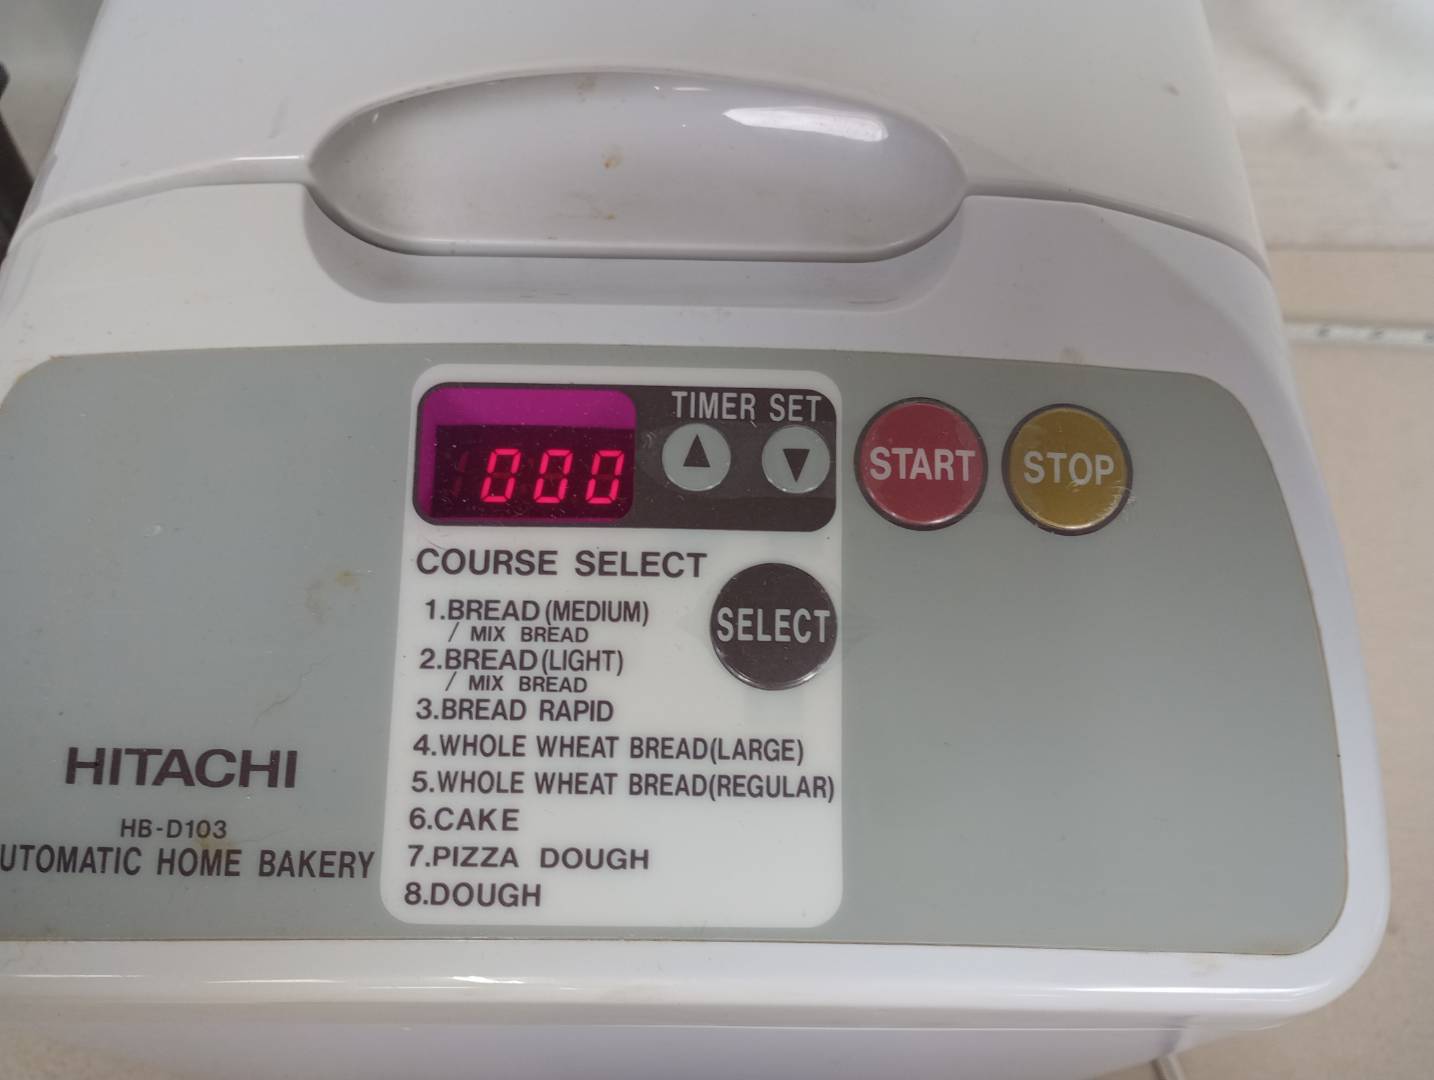 TIMER SET
000
START
STOP
COURSE SELECT
SELECT
1.BREAD(MEDIUM)
/ MIX BREAD
2.BREAD(LIGHT)
/ MIX BREAD
3.BREAD RAPID
4.WHOLE WHEAT BREAD(LARGE)
5.WHOLE WHEAT BREAD(REGULAR)
6.CAKE
7.PIZZA DOUGH
8.DOUGH
HITACHI
HB-D103
UTOMATIC HOME BAKERY